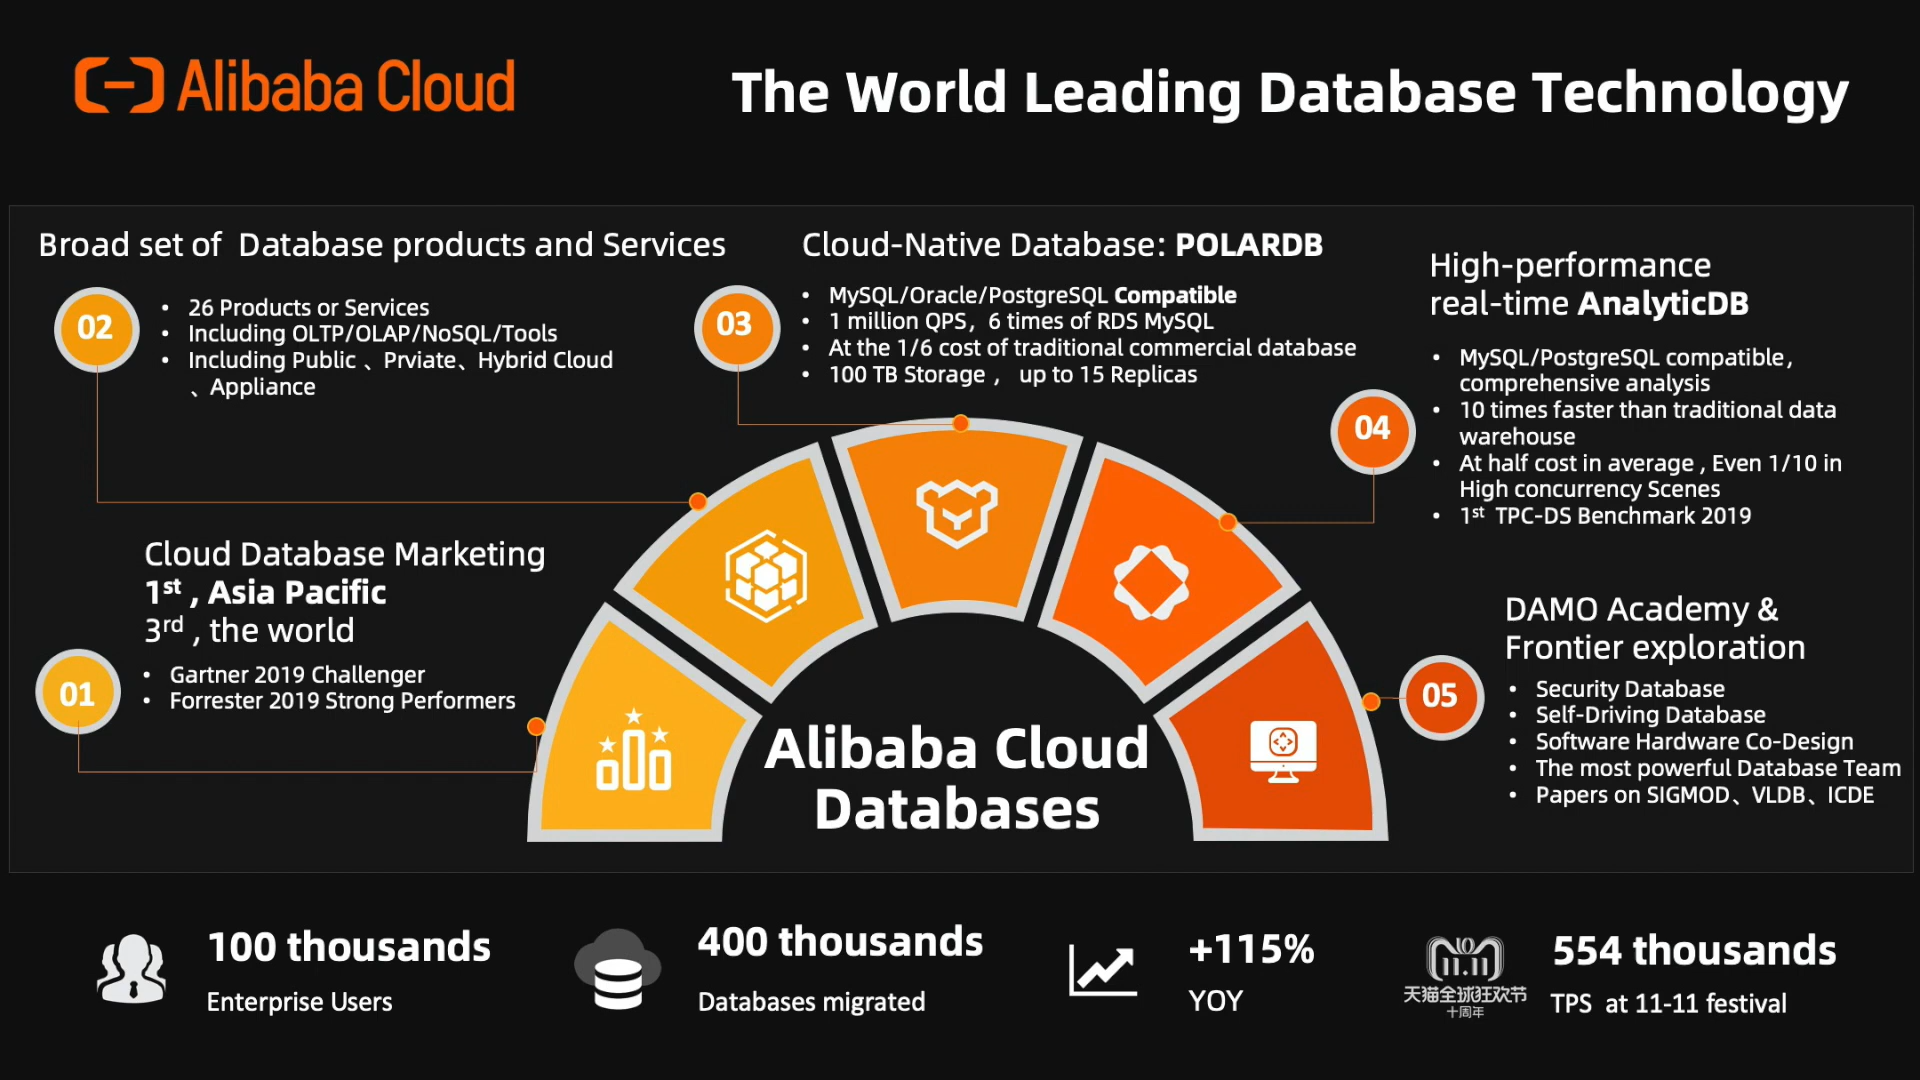 Alibaba Cloud
The World Leading Database Technology
Broad set of  Database products and Services
02
• 26 Products or Services
• Including OLTP/OLAP/NoSQL/Tools
• Including Public 、Prviate、Hybrid Cloud
、Appliance
Cloud-Native Database: POLARDB
03
• MySQL/Oracle/PostgreSQL Compatible
• 1 million QPS，6 times of RDS MySQL
• At the 1/6 cost of traditional commercial database
• 100 TB Storage ， up to 15 Replicas
High-performance
real-time AnalyticDB
04
• MySQL/PostgreSQL compatible，
comprehensive analysis
• 10 times faster than traditional data
warehouse
• At half cost in average , Even 1/10 in
High concurrency Scenes
• 1st TPC-DS Benchmark 2019
Cloud Database Marketing
1st , Asia Pacific
3rd , the world
01
• Gartner 2019 Challenger
• Forrester 2019 Strong Performers
DAMO Academy &
Frontier exploration
05
• Security Database
• Self-Driving Database
• Software Hardware Co-Design
• The most powerful Database Team
• Papers on SIGMOD、VLDB、ICDE
Alibaba Cloud
Databases
100 thousands
Enterprise Users
400 thousands
Databases migrated
+115%
YOY
10
11.11
天猫全球狂欢节
十周年
554 thousands
TPS  at 11-11 festival